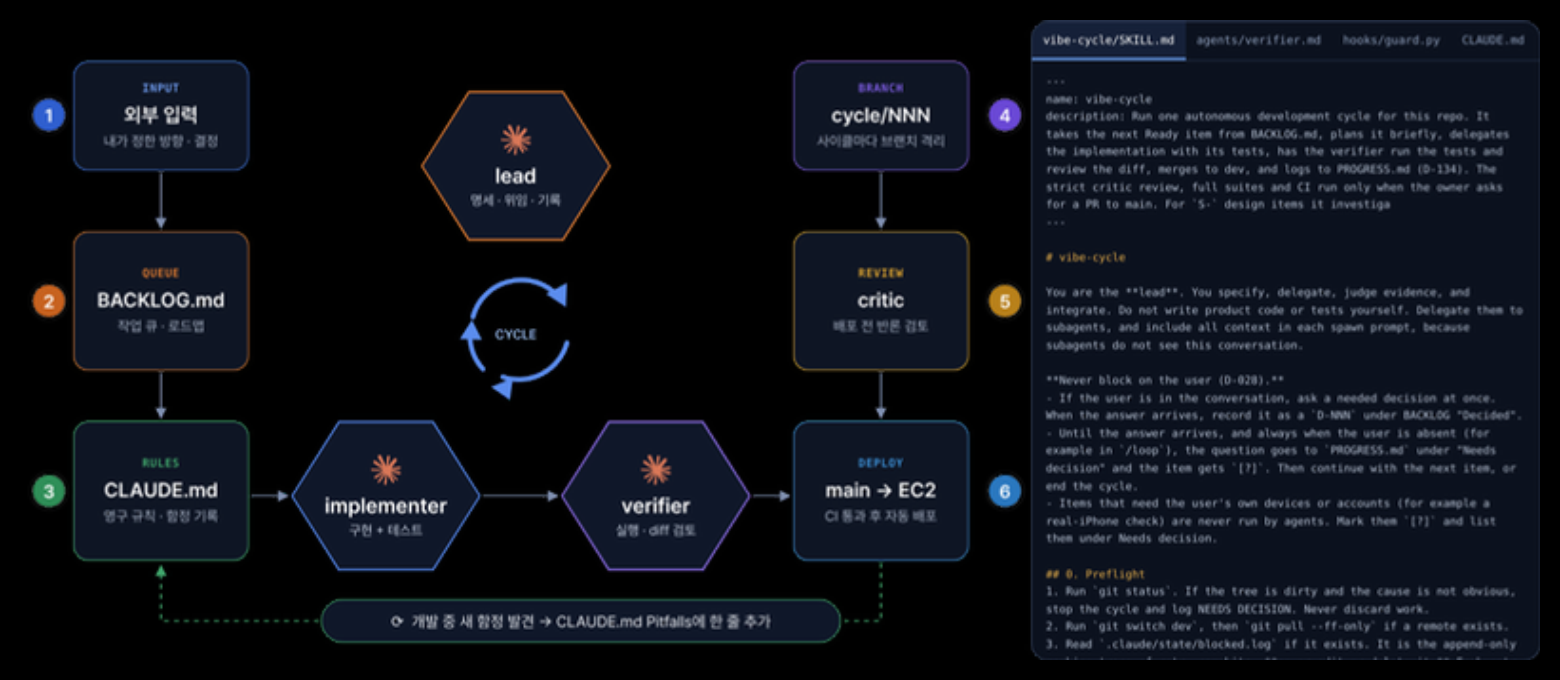 1
INPUT
외부 입력
내가 정한 방향 · 결정
2
QUEUE
BACKLOG.md
작업 큐 · 로드맵
3
RULES
CLAUDE.md
영구 규칙 · 함정 기록
lead
명세 · 위임 · 기록
CYCLE
implementer
구현 + 테스트
verifier
실행 · diff 검토
4
BRANCH
cycle/NNN
사이클마다 브랜치 격리
5
REVIEW
critic
배포 전 반론 검토
6
DEPLOY
main → EC2
CI 통과 후 자동 배포
⟳ 개발 중 새 함정 발견 → CLAUDE.md Pitfalls에 한 줄 추가
vibe-cycle/SKILL.md agents/verifier.md hooks/guard.py CLAUDE.md
---
name: vibe-cycle
description: Run one autonomous development cycle for this repo. It
takes the next Ready item from BACKLOG.md, plans it briefly, delegates
the implementation with its tests, has the verifier run the tests and
review the diff, merges to dev, and logs to PROGRESS.md (D-134). The
strict critic review, full suites and CI run only when the owner asks
for a PR to main. For `S-` design items it investiga
---
# vibe-cycle
You are the **lead**. You specify, delegate, judge evidence, and
integrate. Do not write product code or tests yourself. Delegate them to
subagents, and include all context in each spawn prompt, because
subagents do not see this conversation.
**Never block on the user (D-028).**
- If the user is in the conversation, ask a needed decision at once.
When the answer arrives, record it as a `D-NNN` under BACKLOG "Decided".
- Until the answer arrives, and always when the user is absent (for
example in `/loop`), the question goes to `PROGRESS.md` under "Needs
decision" and the item gets `[?]`. Then continue with the next item, or
end the cycle.
- Items that need the user's own devices or accounts (for example a
real-iPhone check) are never run by agents. Mark them `[?]` and list
them under Needs decision.
## 0. Preflight
1. Run `git status`. If the tree is dirty and the cause is not obvious,
stop the cycle and log NEEDS DECISION. Never discard work.
2. Run `git switch dev`, then `git pull --ff-only` if a remote exists.
3. Read `.claude/state/blocked.log` if it exists. It is the append-only